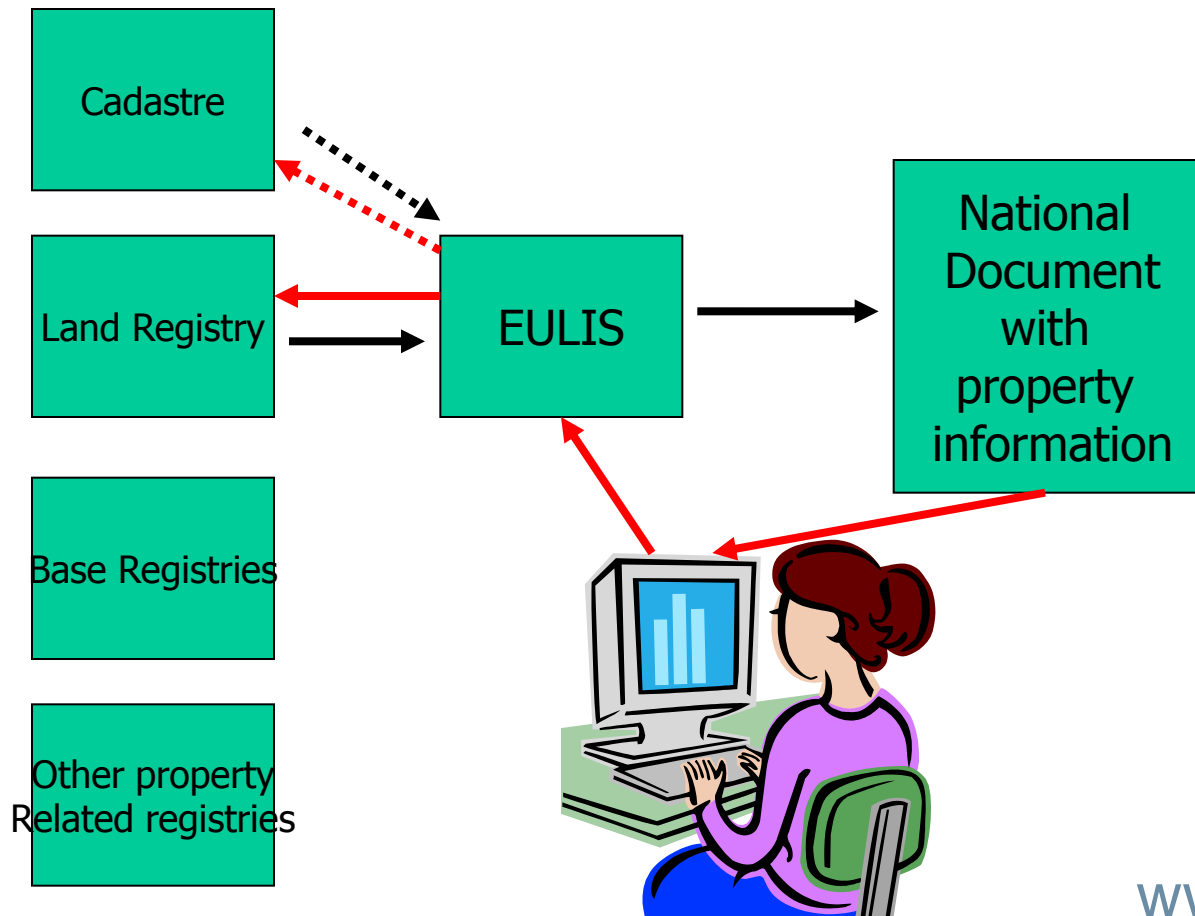 Cadastre
Land Registry
EULIS
National
Document
with
property
information
Base Registries
Other property
Related registries